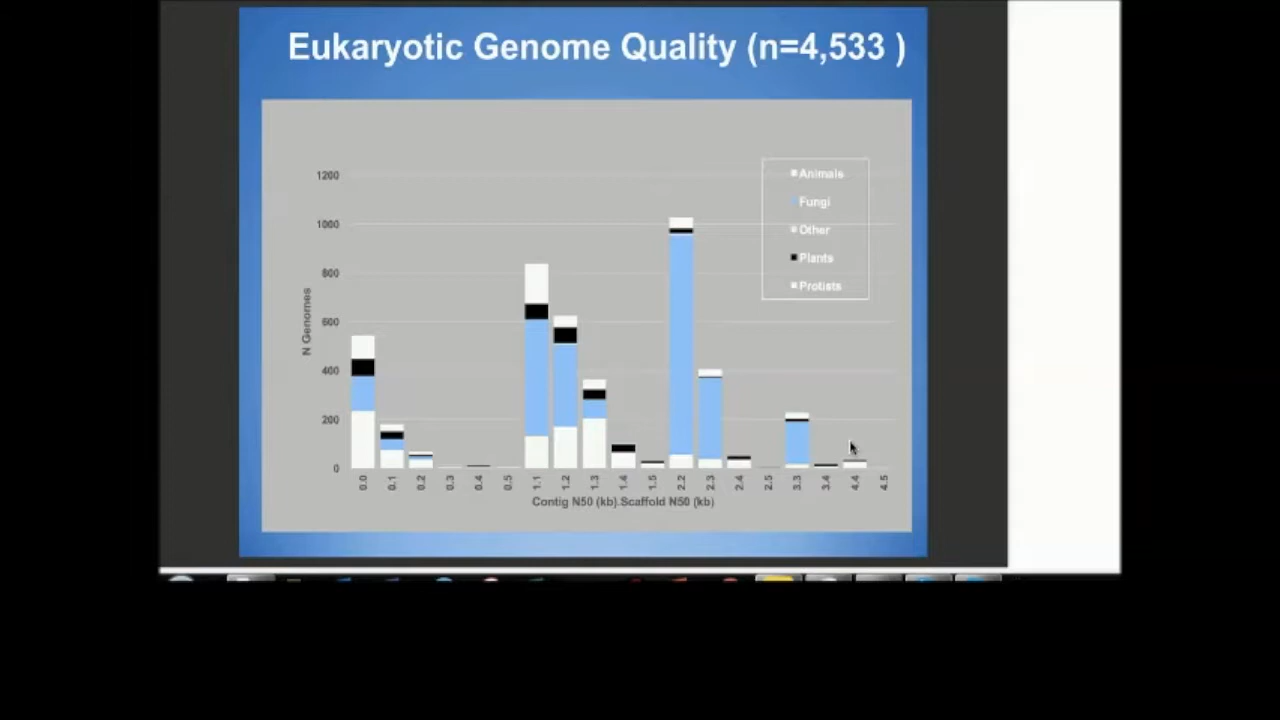 Eukaryotic Genome Quality (n=4,533 )
1200
1000
800
600
400
200
0
N Genomes
Animals
Fungi
Other
Plants
Protists
0.0 0.1 0.2 0.3 0.4 0.5 1.1 1.2 1.3 1.4 1.5 2.2 2.3 2.4 2.5 3.3 3.4 4.4 4.5
Contig N50 (kb).Scaffold N50 (kb)